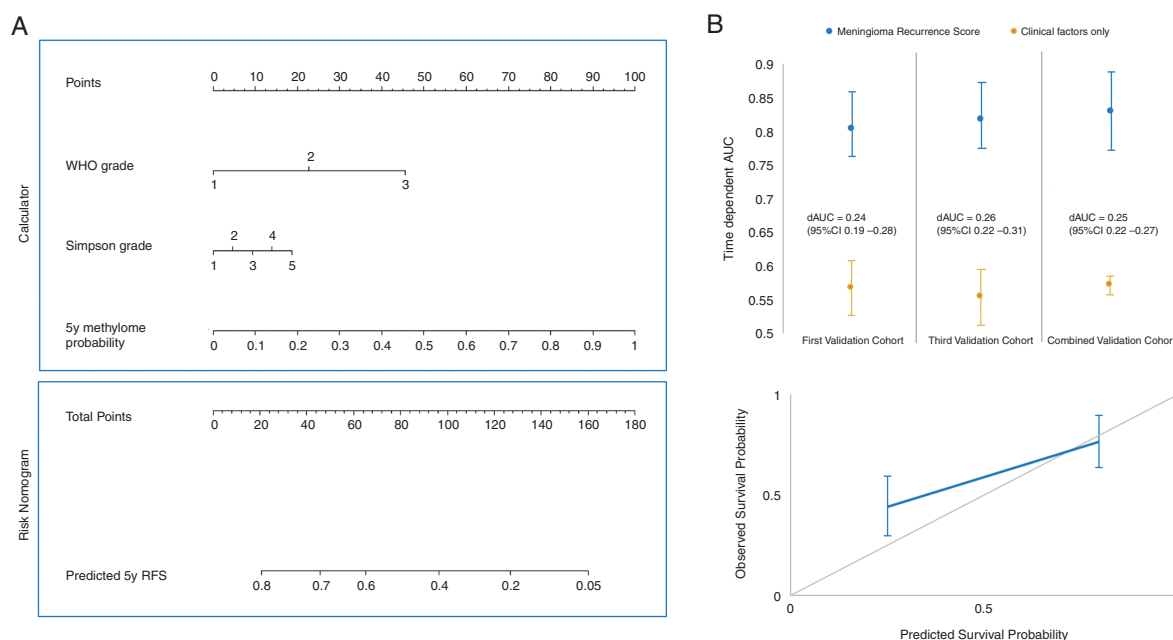 A
Calculator
Points
0 10 20 30 40 50 60 70 80 90 100
WHO grade
2
1 3
Simpson grade
2 4
1 3 5
5y methylome
probability
0 0.1 0.2 0.3 0.4 0.5 0.6 0.7 0.8 0.9 1
Risk Nomogram
Total Points
0 20 40 60 80 100 120 140 160 180
Predicted 5y RFS
0.8 0.7 0.6 0.4 0.2 0.05
B
Meningioma Recurrence Score Clinical factors only
Time dependent AUC
0.9
0.85
0.8
0.75
0.7
0.65
0.6
0.55
0.5
dAUC = 0.24
(95%CI 0.19 –0.28)
dAUC = 0.26
(95%CI 0.22 –0.31)
dAUC = 0.25
(95%CI 0.22 –0.27)
First Validation Cohort Third Validation Cohort Combined Validation Cohor
Observed Survival Probability
1
0.5
0
0 0.5
Predicted Survival Probability